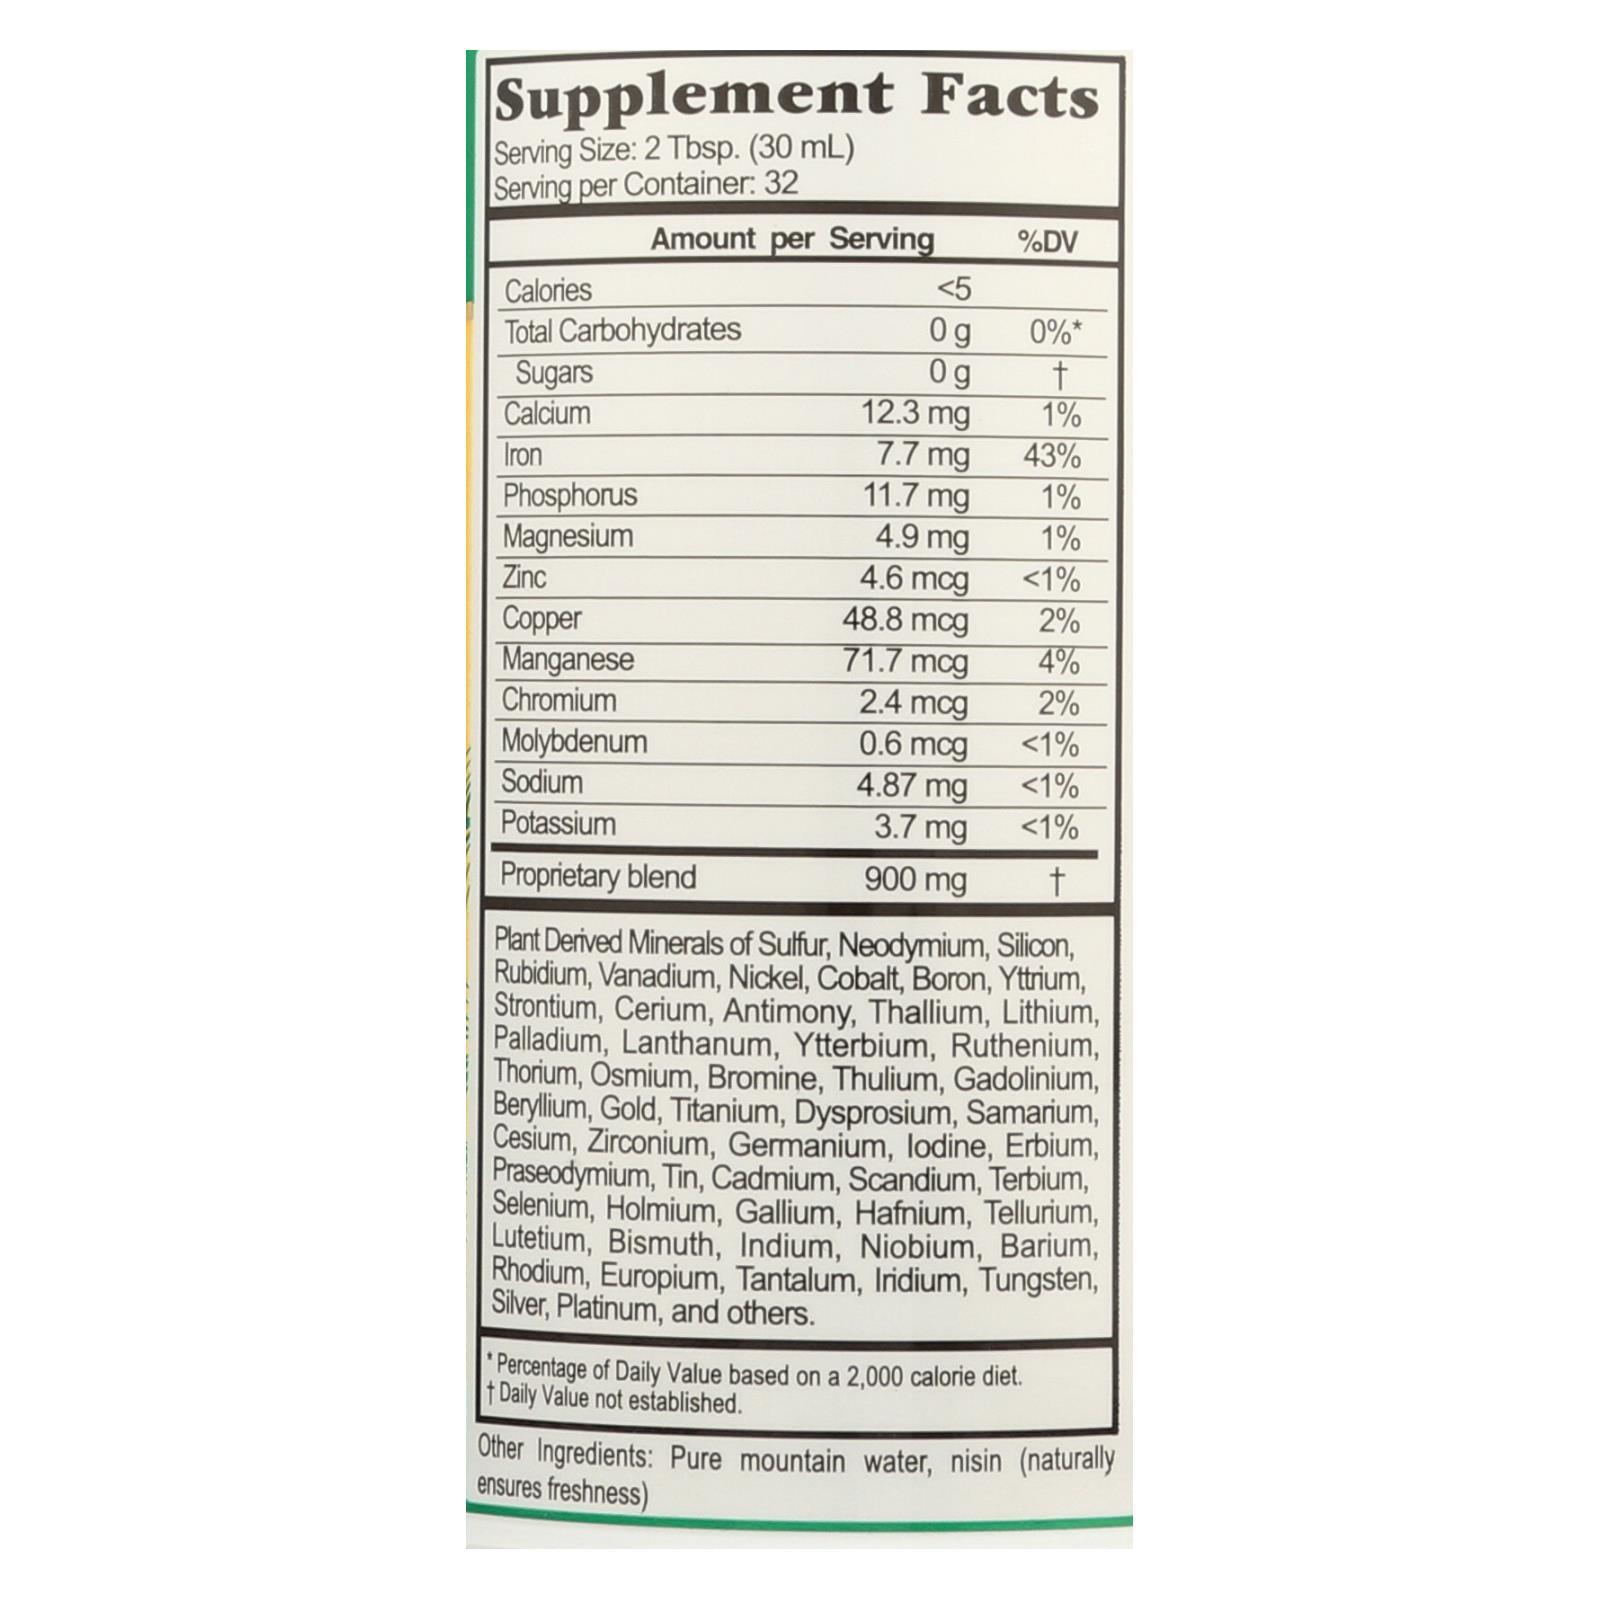 Supplement Facts
Serving Size: 2 Tbsp. (30 mL)
Serving per Container: 32
Amount per Serving %DV
Calories <5
Total Carbohydrates 0 g 0%*
Sugars 0 g †
Calcium 12.3 mg 1%
Iron 7.7 mg 43%
Phosphorus 11.7 mg 1%
Magnesium 4.9 mg 1%
Zinc 4.6 mcg <1%
Copper 48.8 mcg 2%
Manganese 71.7 mcg 4%
Chromium 2.4 mcg 2%
Molybdenum 0.6 mcg <1%
Sodium 4.87 mg <1%
Potassium 3.7 mg <1%
Proprietary blend 900 mg †
Plant Derived Minerals of Sulfur, Neodymium, Silicon,
Rubidium, Vanadium, Nickel, Cobalt, Boron, Yttrium,
Strontium, Cerium, Antimony, Thallium, Lithium,
Palladium, Lanthanum, Ytterbium, Ruthenium,
Thorium, Osmium, Bromine, Thulium, Gadolinium,
Beryllium, Gold, Titanium, Dysprosium, Samarium,
Cesium, Zirconium, Germanium, Iodine, Erbium,
Praseodymium, Tin, Cadmium, Scandium, Terbium,
Selenium, Holmium, Gallium, Hafnium, Tellurium,
Lutetium, Bismuth, Indium, Niobium, Barium,
Rhodium, Europium, Tantalum, Iridium, Tungsten,
Silver, Platinum, and others.
* Percentage of Daily Value based on a 2,000 calorie diet.
† Daily Value not established.
Other Ingredients: Pure mountain water, nisin (naturally
ensures freshness)